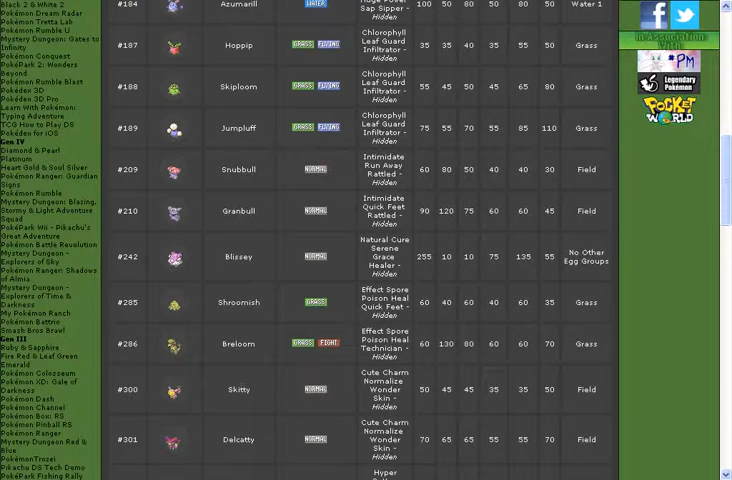 Black 2 & White 2
Pokémon Dream Radar
Pokémon Tretta Lab
Pokémon Rumble U
Mystery Dungeon: Gates to
Infinity
Pokémon Conquest
PokéPark 2: Wonders
Beyond
Pokémon Rumble Blast
Pokédex 3D
Pokédex 3D Pro
Learn With Pokémon:
Typing Adventure
TCG How to Play DS
Pokédex for iOS
Gen IV
Diamond & Pearl
Platinum
Heart Gold & Soul Silver
Pokémon Ranger: Guardian
Signs
Pokémon Rumble
Mystery Dungeon: Blazing,
Stormy & Light Adventure
Squad
PokéPark Wii - Pikachu's
Great Adventure
Pokémon Battle Revolution
Mystery Dungeon -
Explorers of Sky
Pokémon Ranger: Shadows
of Almia
Mystery Dungeon -
Explorers of Time &
Darkness
My Pokémon Ranch
Pokémon Battrio
Smash Bros Brawl
Gen III
Ruby & Sapphire
Fire Red & Leaf Green
Emerald
Pokémon Colosseum
Pokémon XD: Gale of
Darkness
Pokémon Dash
Pokémon Channel
Pokémon Box: RS
Pokémon Pinball RS
Pokémon Ranger
Mystery Dungeon Red &
Blue
PokémonTrozei
Pikachu DS Tech Demo
PokéPark Fishing Rally
#184 Azumarill WATER Huge Power Sap Sipper - Hidden 100 50 80 50 80 50 Water 1
#187 Hoppip GRASS FLYING Chlorophyll Leaf Guard Infiltrator - Hidden 35 35 40 35 55 50 Grass
#188 Skiploom GRASS FLYING Chlorophyll Leaf Guard Infiltrator - Hidden 55 45 50 45 65 80 Grass
#189 Jumpluff GRASS FLYING Chlorophyll Leaf Guard Infiltrator - Hidden 75 55 70 55 85 110 Grass
#209 Snubbull NORMAL Intimidate Run Away Rattled - Hidden 60 80 50 40 40 30 Field
#210 Granbull NORMAL Intimidate Quick Feet Rattled - Hidden 90 120 75 60 60 45 Field
#242 Blissey NORMAL Natural Cure Serene Grace Healer - Hidden 255 10 10 75 135 55 No Other Egg Groups
#285 Shroomish GRASS Effect Spore Poison Heal Quick Feet - Hidden 60 40 60 40 60 35 Grass
#286 Breloom GRASS FIGHT Effect Spore Poison Heal Technician - Hidden 60 130 80 60 60 70 Grass
#300 Skitty NORMAL Cute Charm Normalize Wonder Skin - Hidden 50 45 45 35 35 50 Field
#301 Delcatty NORMAL Cute Charm Normalize Wonder Skin - Hidden 70 65 65 55 55 70 Field
Hyper
In Association
With:
#PM
Legendary
Pokémon
POCKET
WORLD